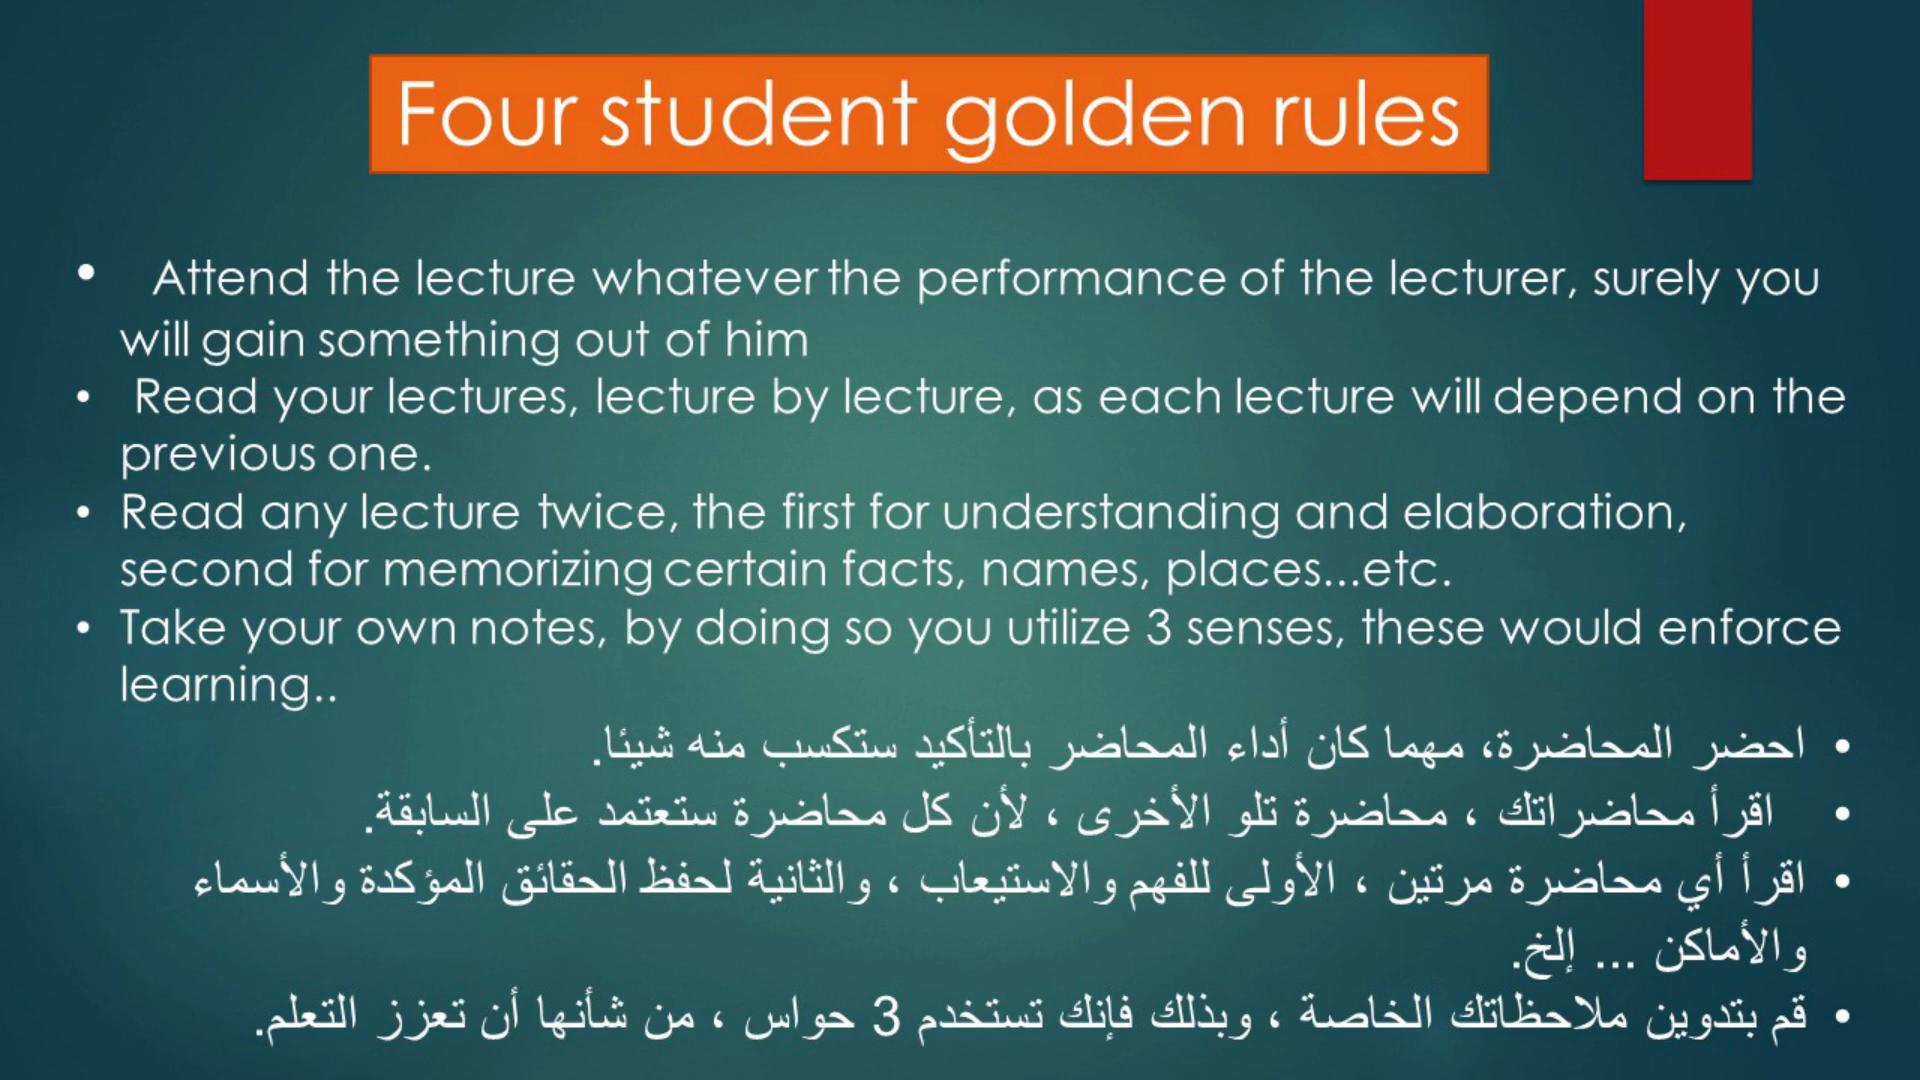 Four student golden rules
• Attend the lecture whatever the performance of the lecturer, surely you
will gain something out of him
• Read your lectures, lecture by lecture, as each lecture will depend on the
previous one.
• Read any lecture twice, the first for understanding and elaboration,
second for memorizing certain facts, names, places...etc.
• Take your own notes, by doing so you utilize 3 senses, these would enforce
learning..
• احضر المحاضرة، مهما كان أداء المحاضر بالتأكيد ستكسب منه شيئا.
• اقرأ محاضراتك ، محاضرة تلو الأخرى ، لأن كل محاضرة ستعتمد على السابقة.
• اقرأ أي محاضرة مرتين ، الأولى للفهم والاستيعاب ، والثانية لحفظ الحقائق المؤكدة والأسماء
والأماكن ... إلخ.
• قم بتدوين ملاحظاتك الخاصة ، وبذلك فإنك تستخدم 3 حواس ، من شأنها أن تعزز التعلم.